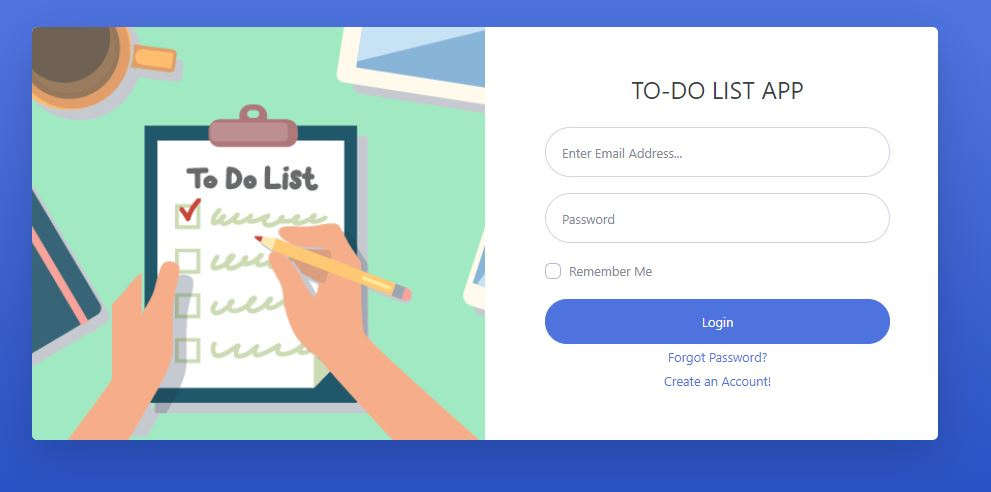 To Do List
TO-DO LIST APP
Enter Email Address...
Password
Remember Me
Login
Forgot Password?
Create an Account!